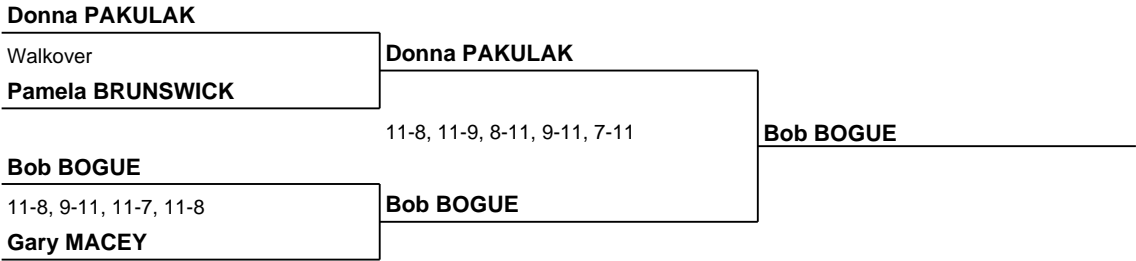 Donna PAKULAK
Walkover
Donna PAKULAK
Pamela BRUNSWICK
11-8, 11-9, 8-11, 9-11, 7-11
Bob BOGUE
Bob BOGUE
11-8, 9-11, 11-7, 11-8
Bob BOGUE
Gary MACEY